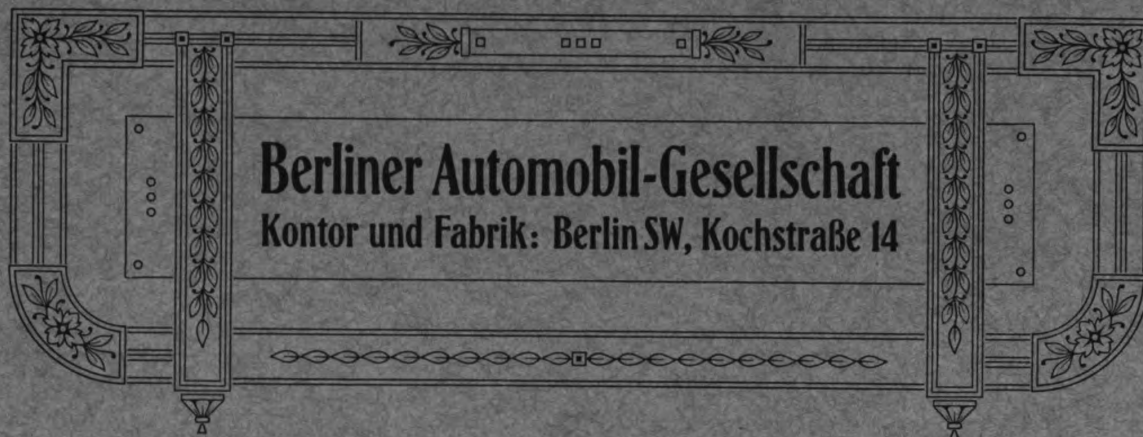 Berliner Automobil-Gesellschaft
Kontor und Fabrik: Berlin SW, Kochstraße 14